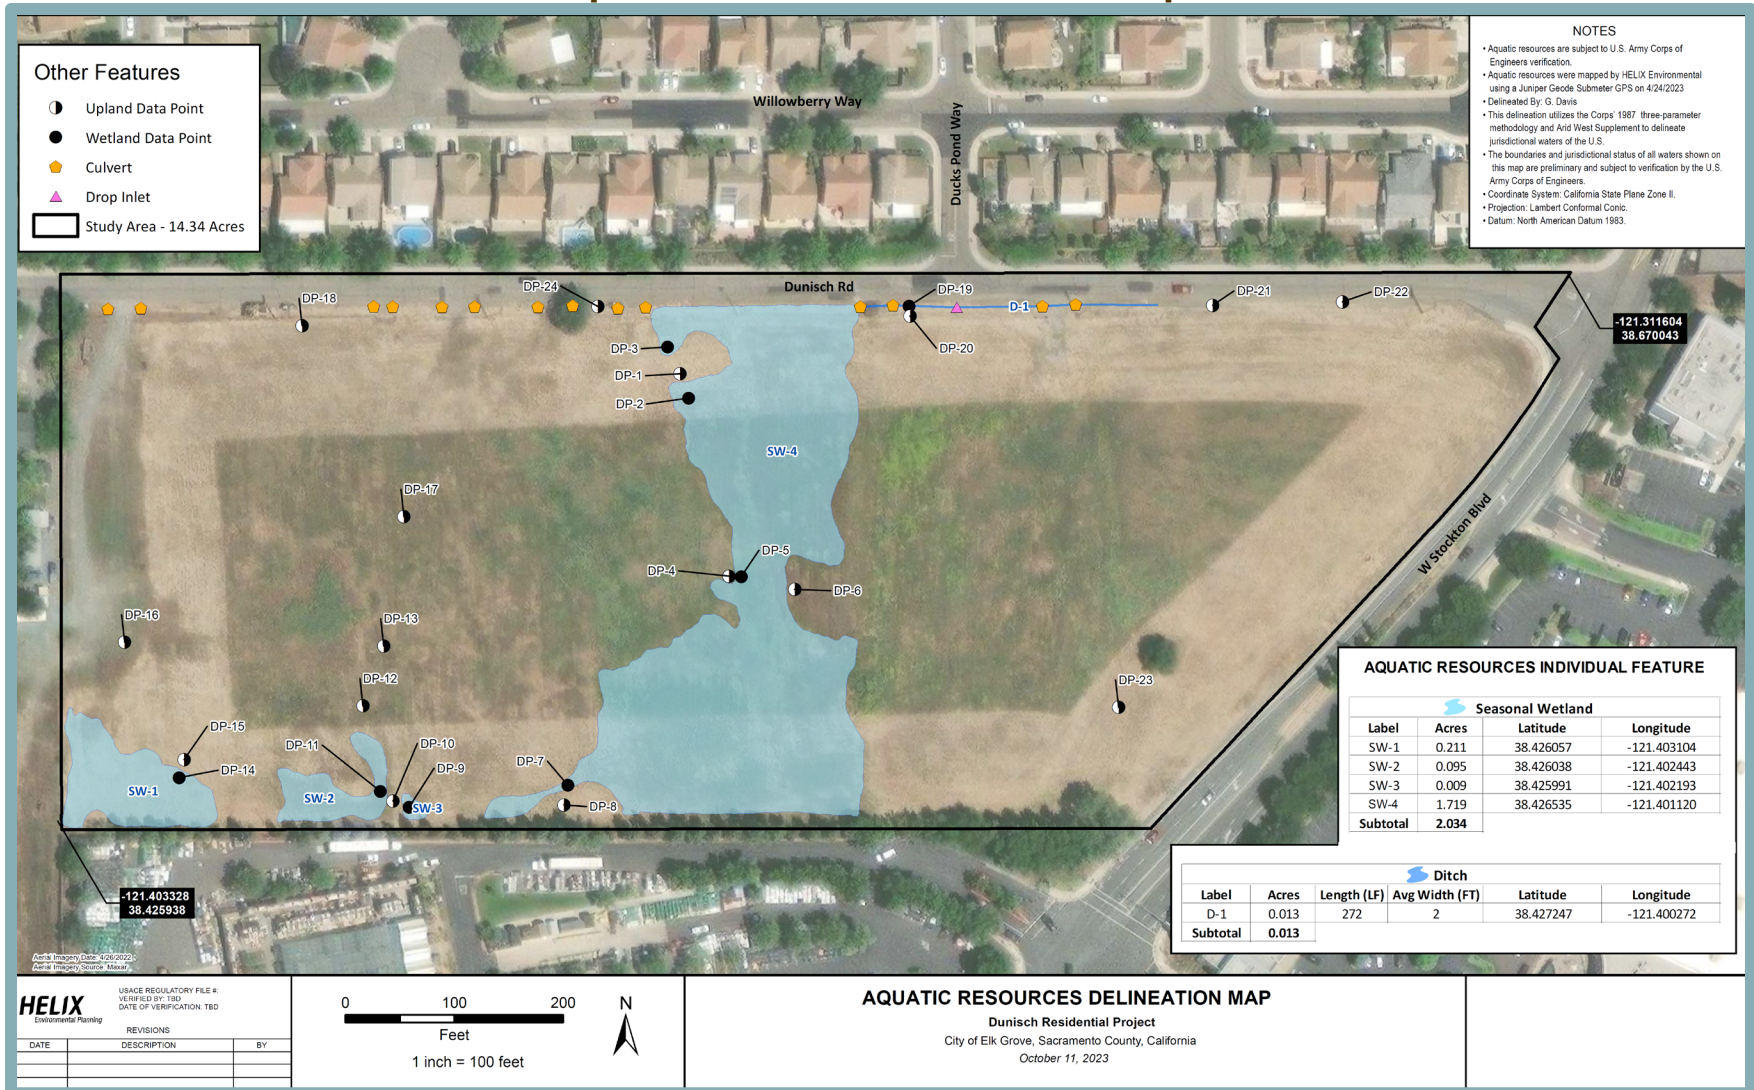 Other Features
Upland Data Point
Wetland Data Point
Culvert
Drop Inlet
Study Area - 14.34 Acres
NOTES
• Aquatic resources are subject to U.S. Army Corps of
Engineers verification.
• Aquatic resources were mapped by HELIX Environmental
using a Juniper Geode Submeter GPS on 4/24/2023
• Delineated By: G. Davis
• This delineation utilizes the Corps' 1987 three-parameter
methodology and Arid West Supplement to delineate
jurisdictional waters of the U.S.
• The boundaries and jurisdictional status of all waters shown on
this map are preliminary and subject to verification by the U.S.
Army Corps of Engineers.
• Coordinate System: California State Plane Zone II.
• Projection: Lambert Conformal Conic.
• Datum: North American Datum 1983.
Willowberry Way
Ducks Pond Way
Dunisch Rd
W Stockton Blvd
DP-18
DP-24
DP-19
D-1
DP-21
DP-22
-121.311604
38.670043
DP-3
DP-20
DP-1
DP-2
SW-4
DP-17
DP-5
DP-4
DP-6
DP-16
DP-13
DP-12
DP-23
DP-15
DP-11
DP-10
DP-14
DP-9
DP-7
SW-1
SW-2
SW-3
DP-8
-121.403328
38.425938
AQUATIC RESOURCES INDIVIDUAL FEATURE
Seasonal Wetland
Label Acres Latitude Longitude
SW-1 0.211 38.426057 -121.403104
SW-2 0.095 38.426038 -121.402443
SW-3 0.009 38.425991 -121.402193
SW-4 1.719 38.426535 -121.401120
Subtotal 2.034
Ditch
Label Acres Length (LF) Avg Width (FT) Latitude Longitude
D-1 0.013 272 2 38.427247 -121.400272
Subtotal 0.013
Aerial Imagery Date: 4/26/2022
Aerial Imagery Source: Maxar
HELIX
Environmental Planning
USACE REGULATORY FILE #:
VERIFIED BY: TBD
DATE OF VERIFICATION: TBD
REVISIONS
DATE DESCRIPTION BY
0 100 200
Feet
1 inch = 100 feet
N
AQUATIC RESOURCES DELINEATION MAP
Dunisch Residential Project
City of Elk Grove, Sacramento County, California
October 11, 2023